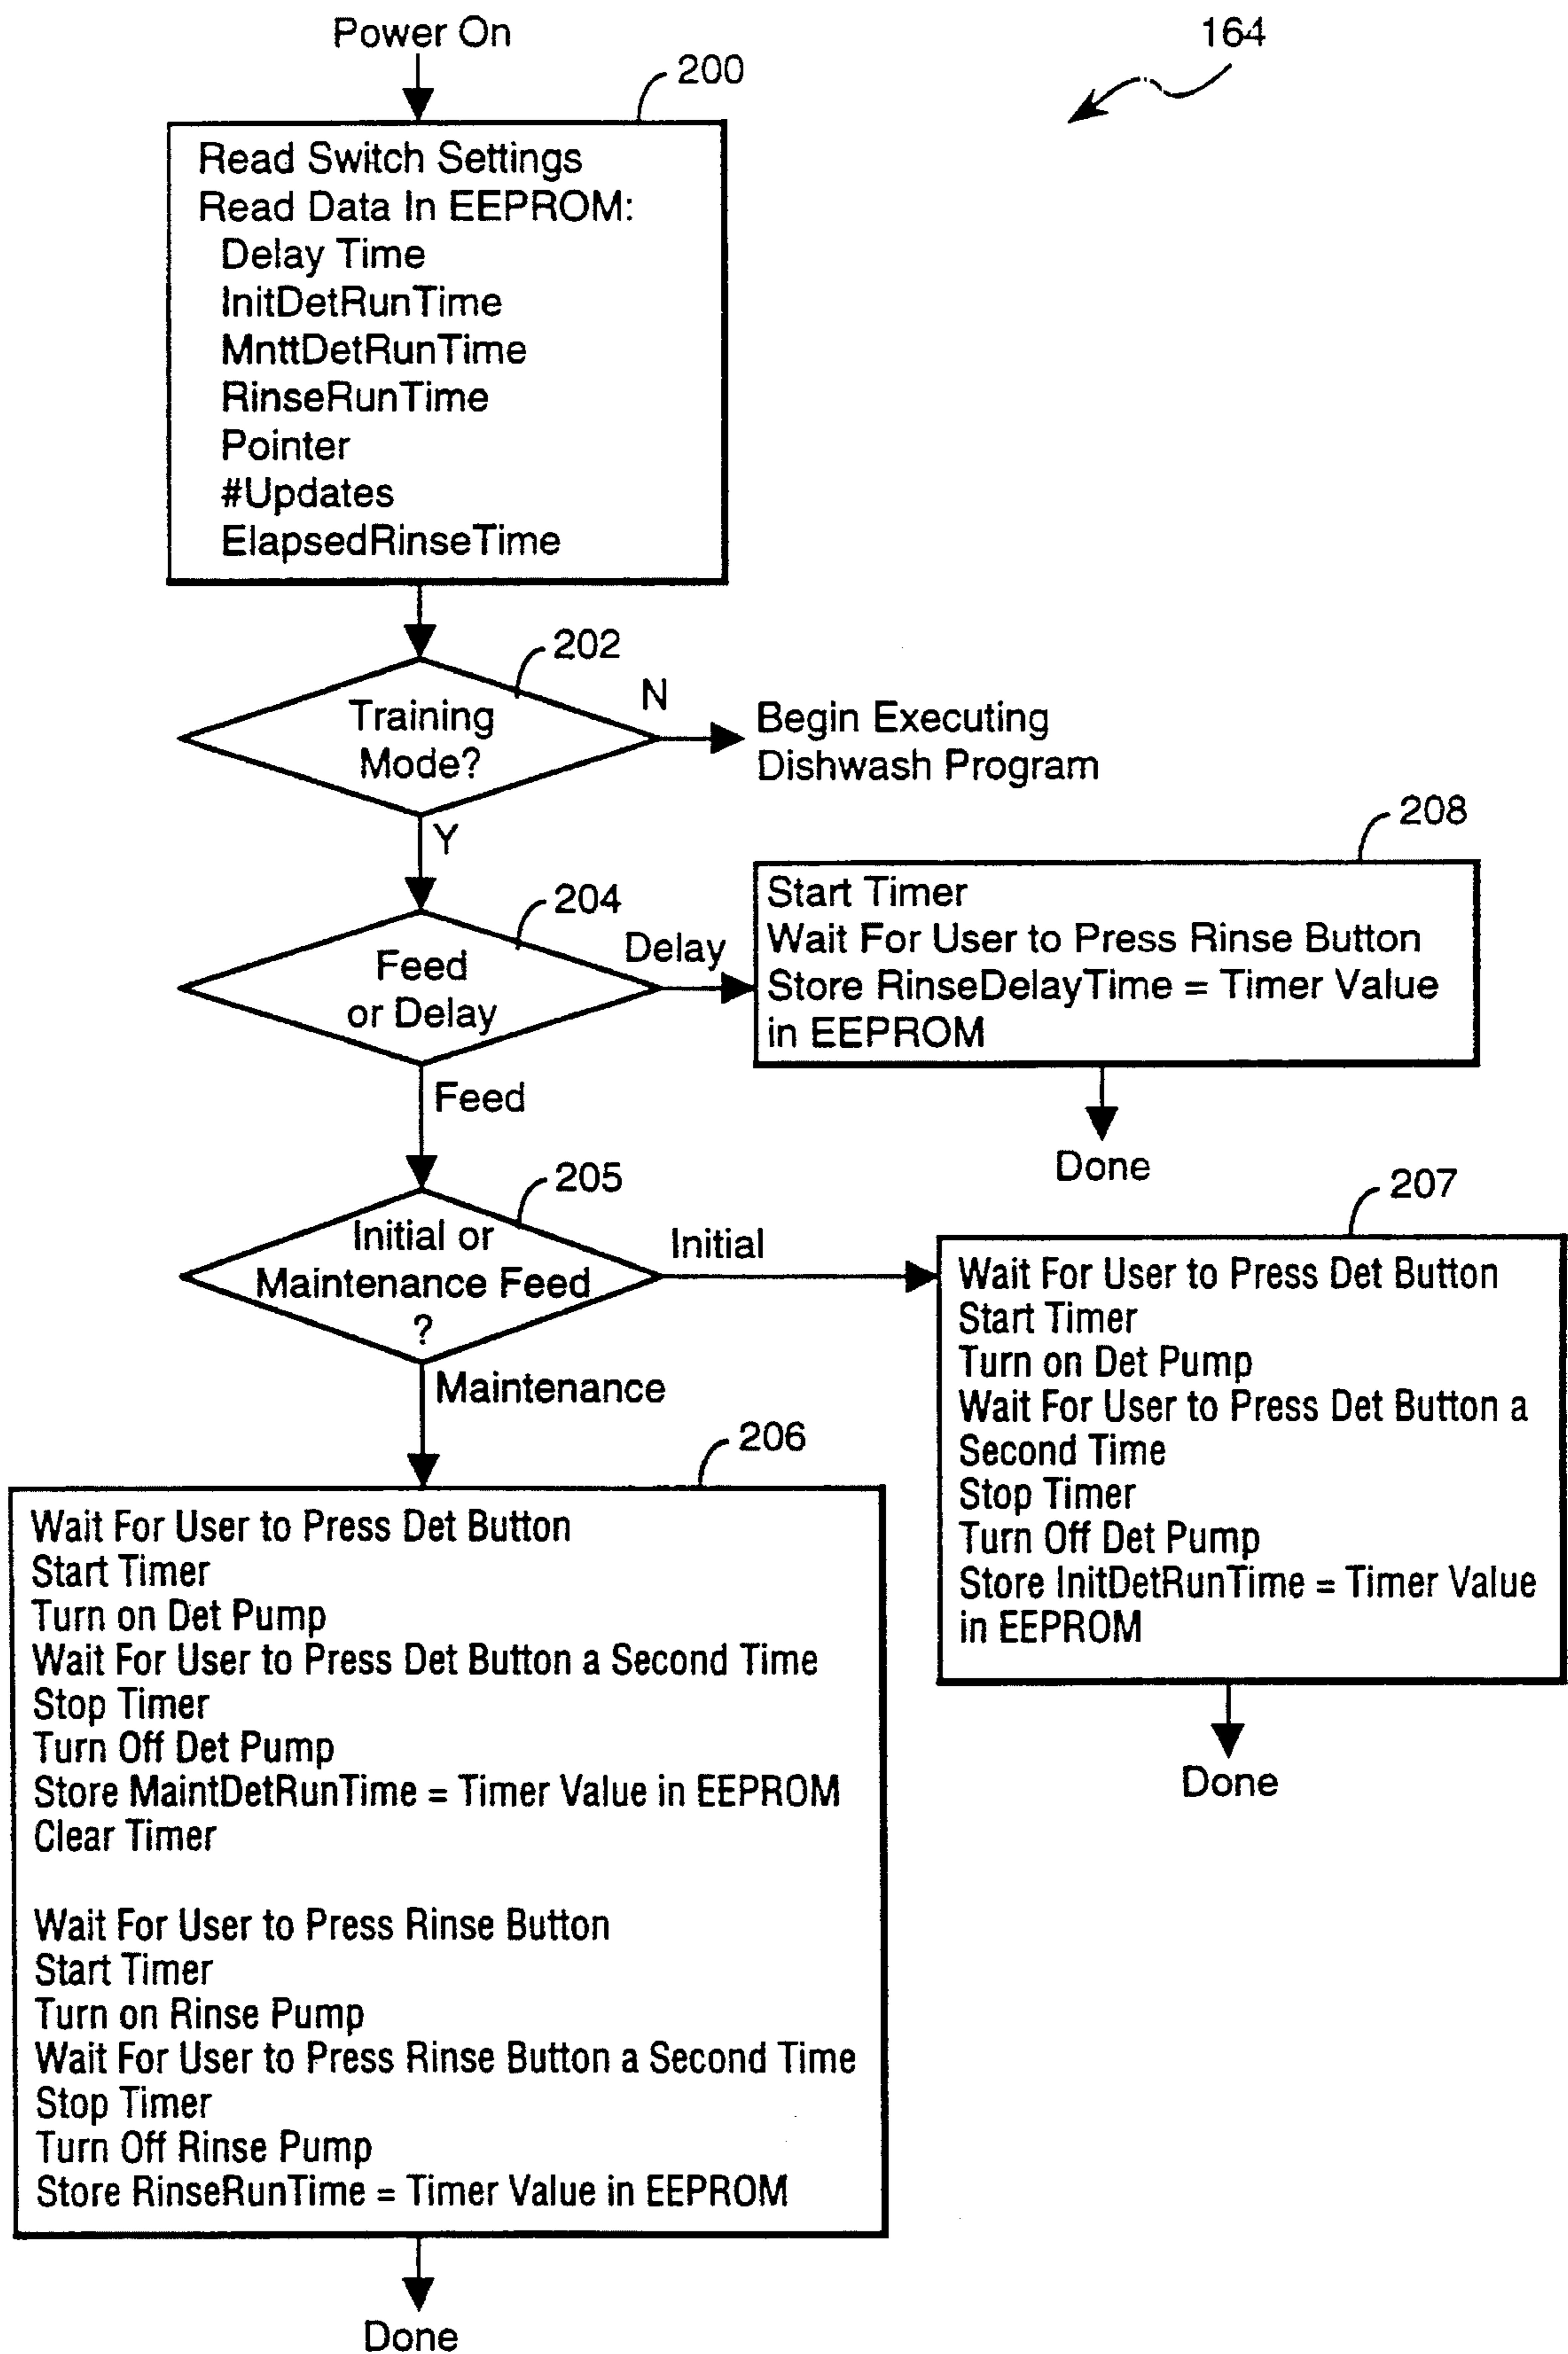 Power On
164
200
Read Switch Settings
Read Data In EEPROM:
Delay Time
InitDetRunTime
MnttDetRunTime
RinseRunTime
Pointer
#Updates
ElapsedRinseTime
202
Training
Mode?
N
Begin Executing
Dishwash Program
Y
204
Feed
or Delay
Delay
208
Start Timer
Wait For User to Press Rinse Button
Store RinseDelayTime = Timer Value
in EEPROM
Done
Feed
205
Initial or
Maintenance Feed
?
Initial
207
Wait For User to Press Det Button
Start Timer
Turn on Det Pump
Wait For User to Press Det Button a
Second Time
Stop Timer
Turn Off Det Pump
Store InitDetRunTime = Timer Value
in EEPROM
Done
Maintenance
206
Wait For User to Press Det Button
Start Timer
Turn on Det Pump
Wait For User to Press Det Button a Second Time
Stop Timer
Turn Off Det Pump
Store MaintDetRunTime = Timer Value in EEPROM
Clear Timer
Wait For User to Press Rinse Button
Start Timer
Turn on Rinse Pump
Wait For User to Press Rinse Button a Second Time
Stop Timer
Turn Off Rinse Pump
Store RinseRunTime = Timer Value in EEPROM
Done